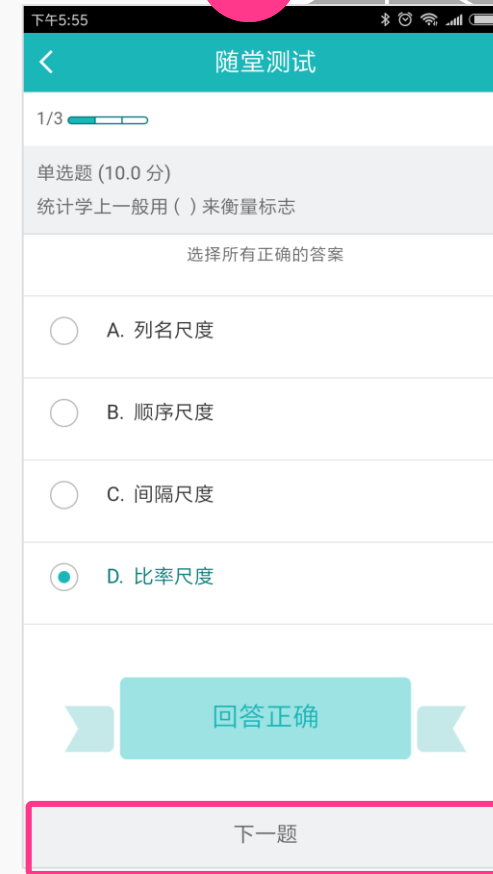 下午5:55
随堂测试
1/3
单选题 (10.0 分)
统计学上一般用 ( ) 来衡量标志
选择所有正确的答案
A. 列名尺度
B. 顺序尺度
C. 间隔尺度
D. 比率尺度
回答正确
下一题